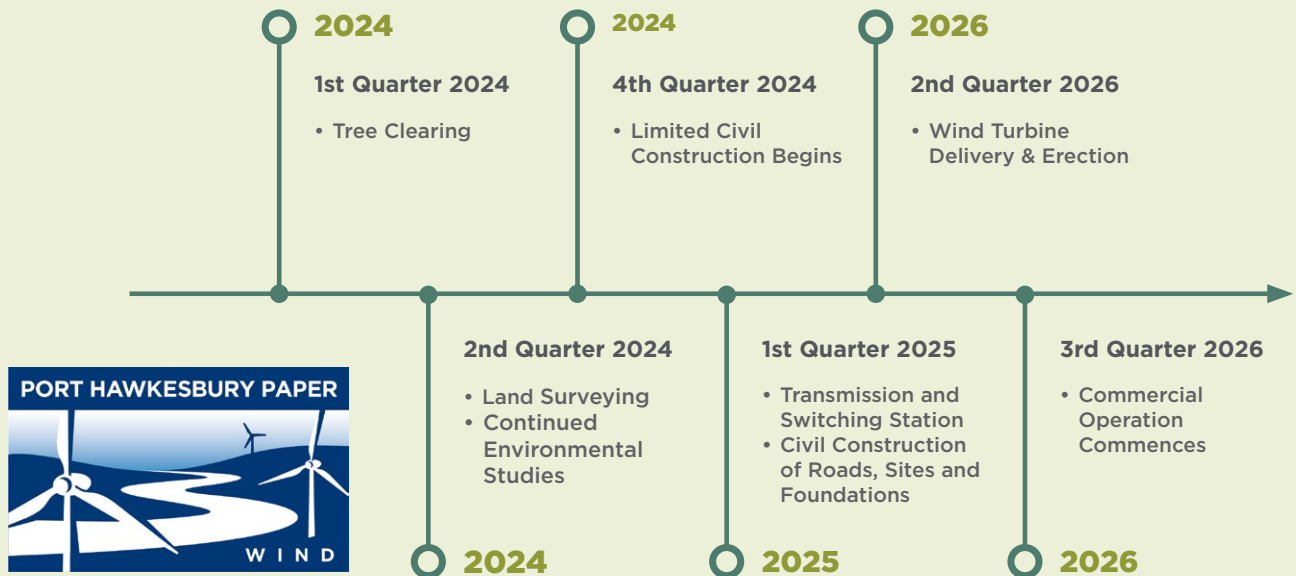 2024
1st Quarter 2024
• Tree Clearing
2024
4th Quarter 2024
• Limited Civil
Construction Begins
2026
2nd Quarter 2026
• Wind Turbine
Delivery & Erection
2nd Quarter 2024
• Land Surveying
• Continued
Environmental
Studies
2024
1st Quarter 2025
• Transmission and
Switching Station
• Civil Construction
of Roads, Sites and
Foundations
2025
3rd Quarter 2026
• Commercial
Operation
Commences
2026
PORT HAWKESBURY PAPER
WIND